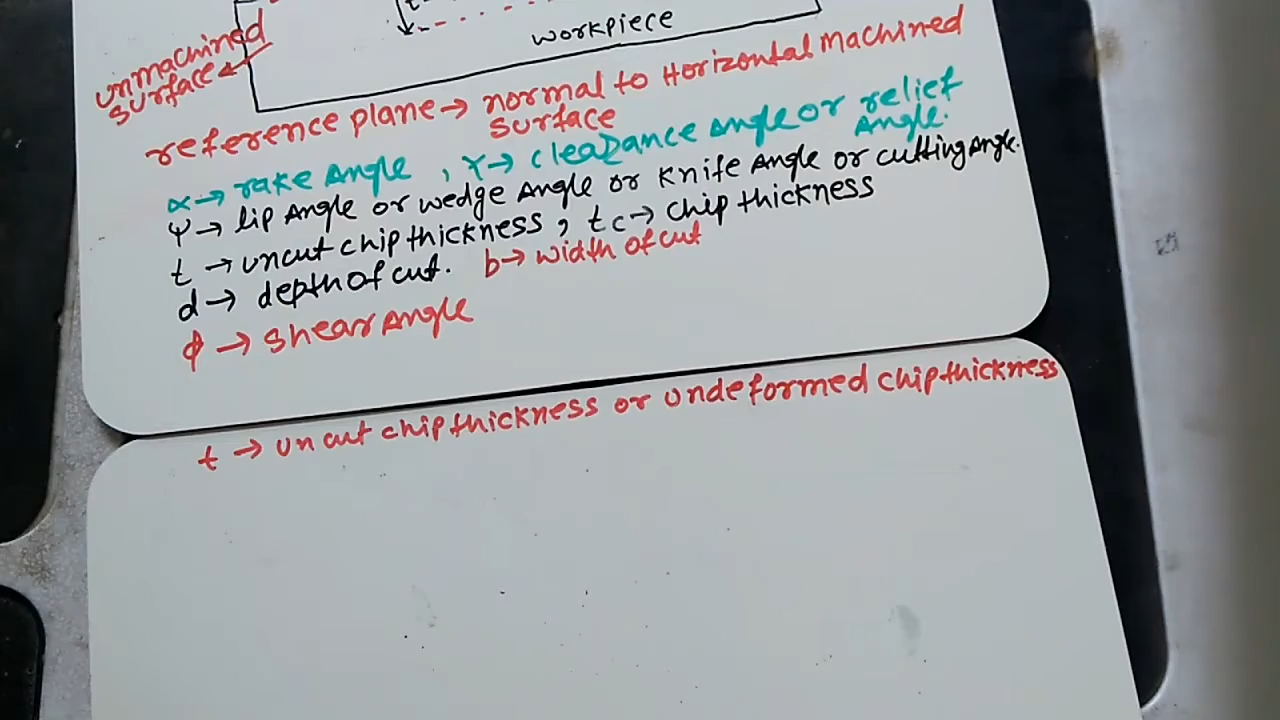 t
workpiece
unmachined
surface
reference plane → normal to Horizontal Machined
surface
α → rake Angle , γ → clearance angle or relief
Angle.
ψ → lip Angle or wedge Angle or knife Angle or cutting Angle.
t → uncut chip thickness , tc → chip thickness
d → depth of cut. b → width of cut
ϕ → shear Angle
t → uncut chip thickness or undeformed chip thickness